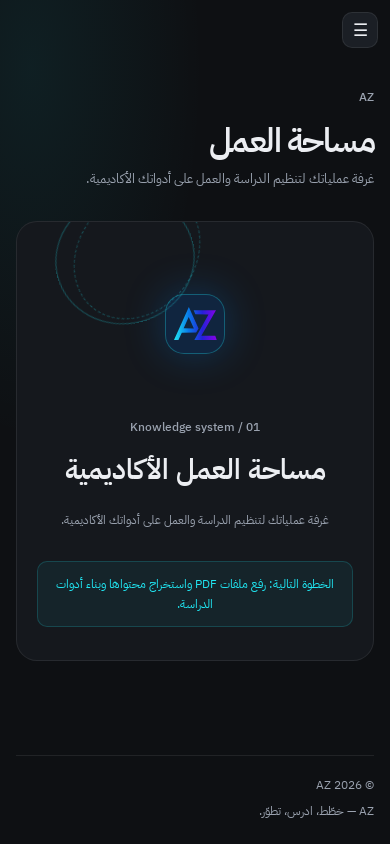 ☰
AZ
مساحة العمل
غرفة عملياتك لتنظيم الدراسة والعمل على أدواتك الأكاديمية.
AZ
Knowledge system / 01
مساحة العمل الأكاديمية
غرفة عملياتك لتنظيم الدراسة والعمل على أدواتك الأكاديمية.
الخطوة التالية: رفع ملفات PDF واستخراج محتواها وبناء أدوات
الدراسة.
© 2026 AZ
AZ — خطّط، ادرس، تطوّر.